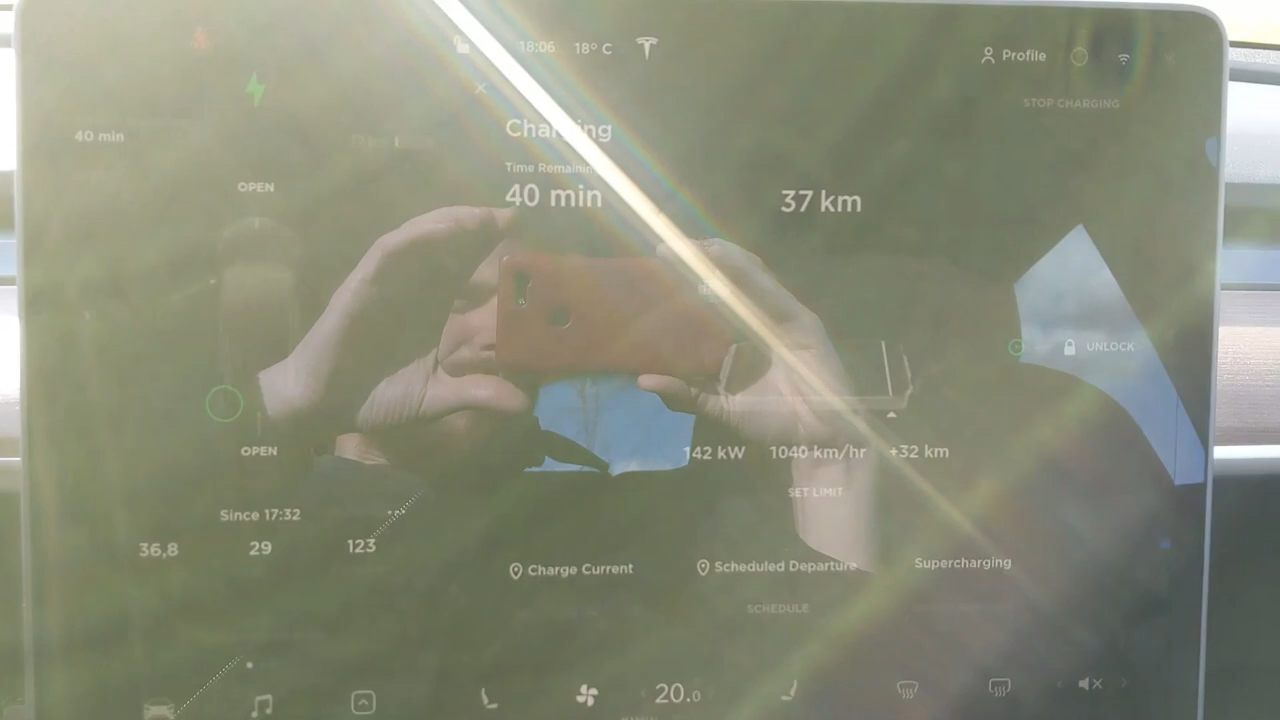 18:06 18° C
Profile
STOP CHARGING
40 min
Charging
Time Remaining
OPEN
40 min
37 km
UNLOCK
OPEN
142 kW 1040 km/hr +32 km
SET LIMIT
Since 17:32
36,8 29 123
Charge Current
Scheduled Departure
Supercharging
SCHEDULE
20.0